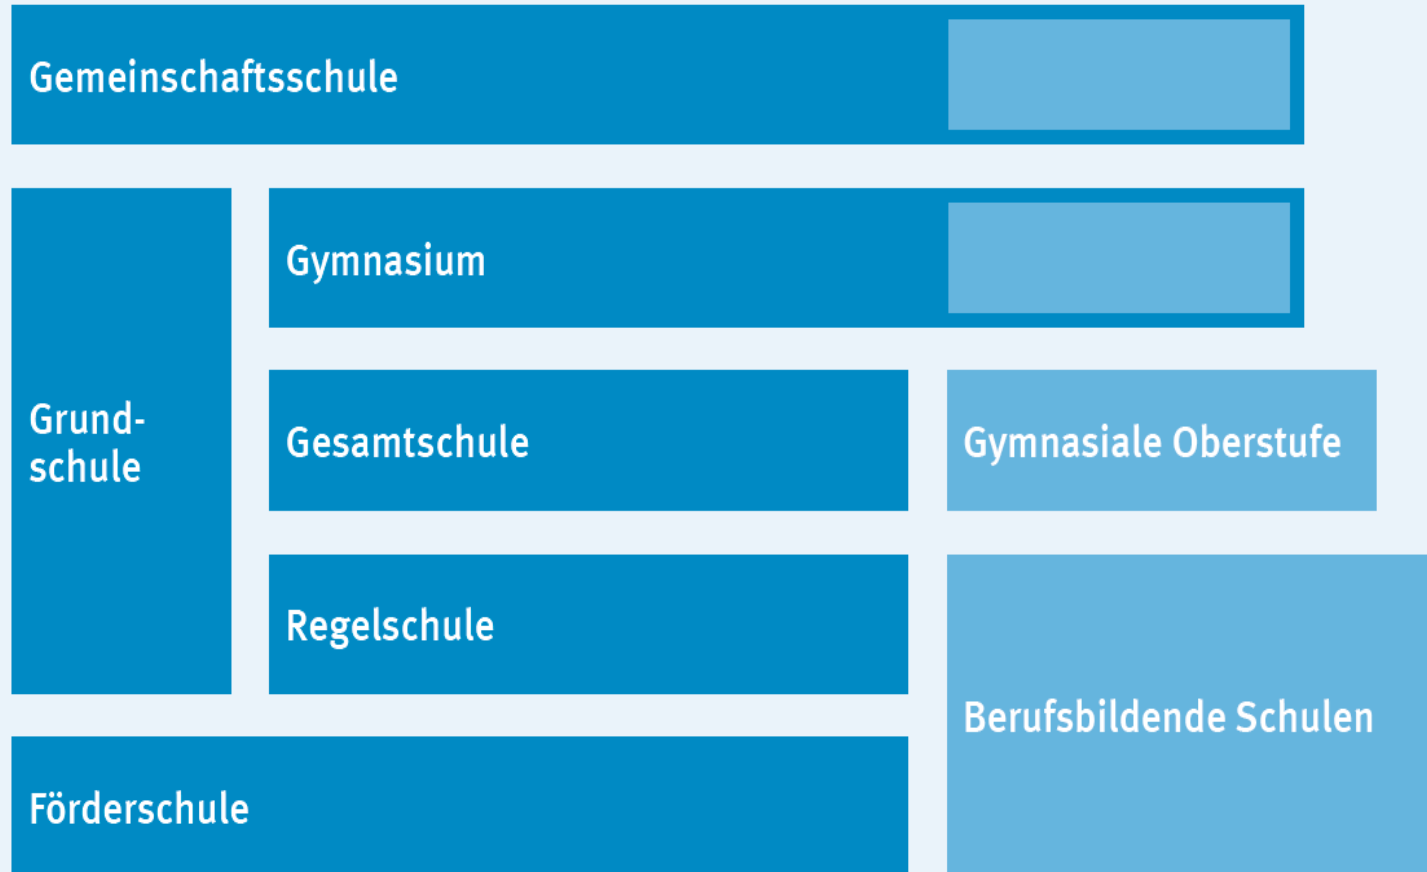 Gemeinschaftsschule
Gymnasium
Grund-
schule
Gesamtschule
Gymnasiale Oberstufe
Regelschule
Berufsbildende Schulen
Förderschule